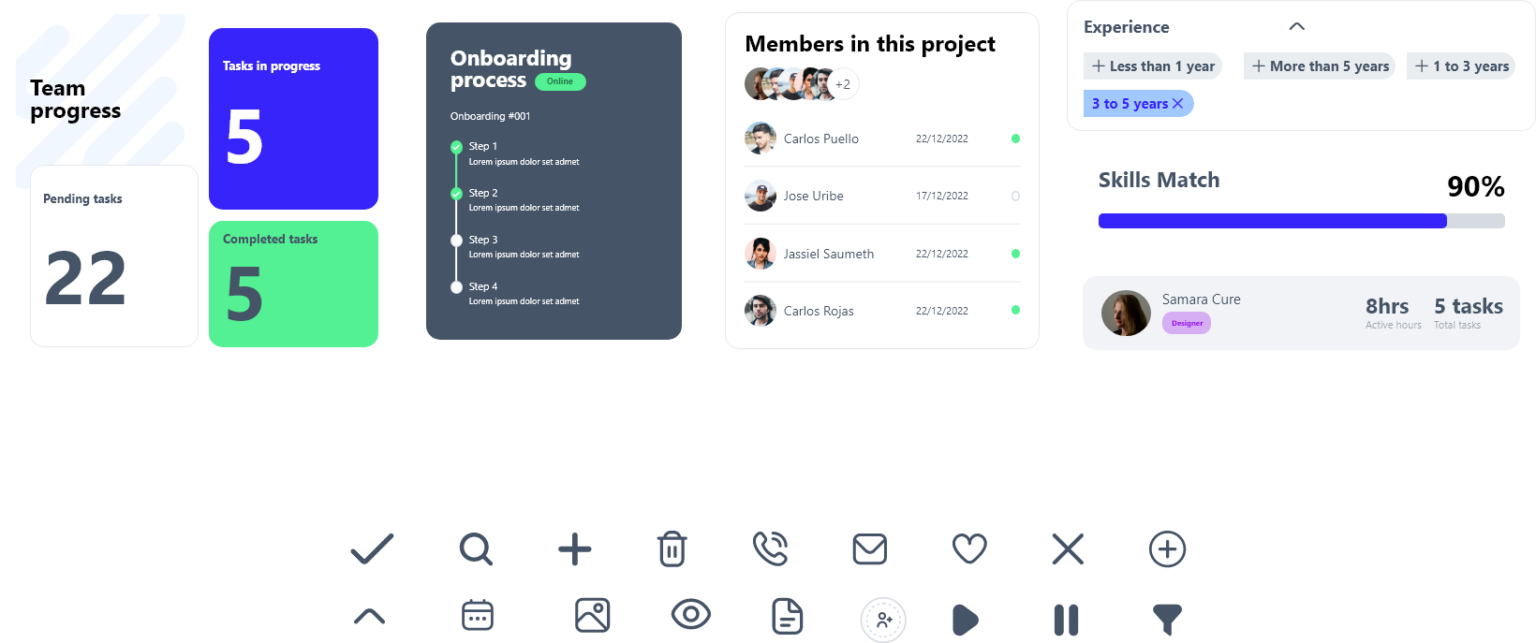 Team
progress
Pending tasks
22
Tasks in progress
5
Completed tasks
5
Onboarding
process Online
Onboarding #001
Step 1
Lorem ipsum dolor set admet
Step 2
Lorem ipsum dolor set admet
Step 3
Lorem ipsum dolor set admet
Step 4
Lorem ipsum dolor set admet
Members in this project
+2
Carlos Puello 22/12/2022
Jose Uribe 17/12/2022
Jassiel Saumeth 22/12/2022
Carlos Rojas 22/12/2022
Experience
Less than 1 year More than 5 years 1 to 3 years
3 to 5 years
Skills Match 90%
Samara Cure 8hrs 5 tasks
Designer Active hours Total tasks